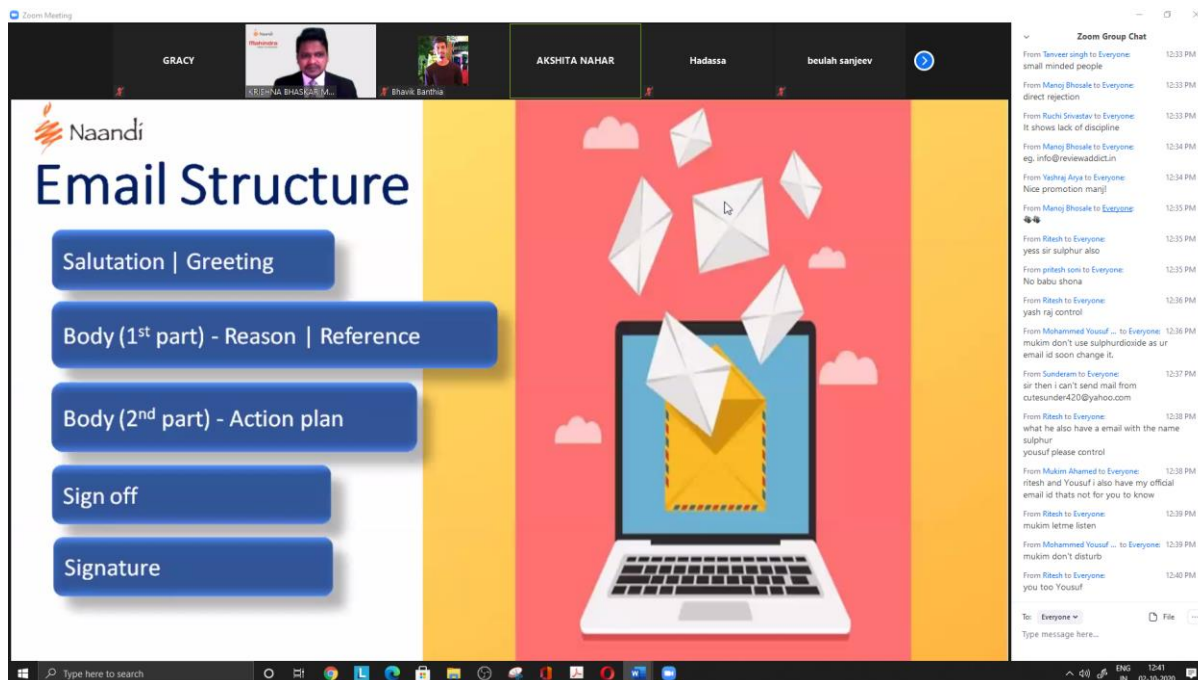 Zoom Meeting
GRACY
Naandi
Mahindra
KRISHNA BHASKAR M...
Bhavik Banthia
AKSHITA NAHAR
Hadassa
beulah sanjeev
Naandi
Email Structure
Salutation | Greeting
Body (1st part) - Reason | Reference
Body (2nd part) - Action plan
Sign off
Signature
Zoom Group Chat
From Tanveer singh to Everyone: 12:33 PM
small minded people
From Manoj Bhosale to Everyone: 12:33 PM
direct rejection
From Ruchi Srivastav to Everyone: 12:33 PM
It shows lack of discipline
From Manoj Bhosale to Everyone: 12:34 PM
eg. info@reviewaddict.in
From Yashraj Arya to Everyone: 12:34 PM
Nice promotion manj!
From Manoj Bhosale to Everyone: 12:35 PM
From Ritesh to Everyone: 12:35 PM
yess sir sulphur also
From pritesh soni to Everyone: 12:35 PM
No babu shona
From Ritesh to Everyone: 12:36 PM
yash raj control
From Mohammed Yousuf ... to Everyone: 12:36 PM
mukim don't use sulphurdioxide as ur
email id soon change it.
From Sunderam to Everyone: 12:37 PM
sir then i can't send mail from
cutesunder420@yahoo.com
From Ritesh to Everyone: 12:38 PM
what he also have a email with the name
sulphur
yousuf please control
From Mukim Ahamed to Everyone: 12:38 PM
ritesh and Yousuf i also have my official
email id thats not for you to know
From Ritesh to Everyone: 12:39 PM
mukim letme listen
From Mohammed Yousuf ... to Everyone: 12:39 PM
mukim don't disturb
From Ritesh to Everyone: 12:40 PM
you too Yousuf
To: Everyone File ...
Type message here...
Type here to search
ENG 12:41
IN 02-10-2020